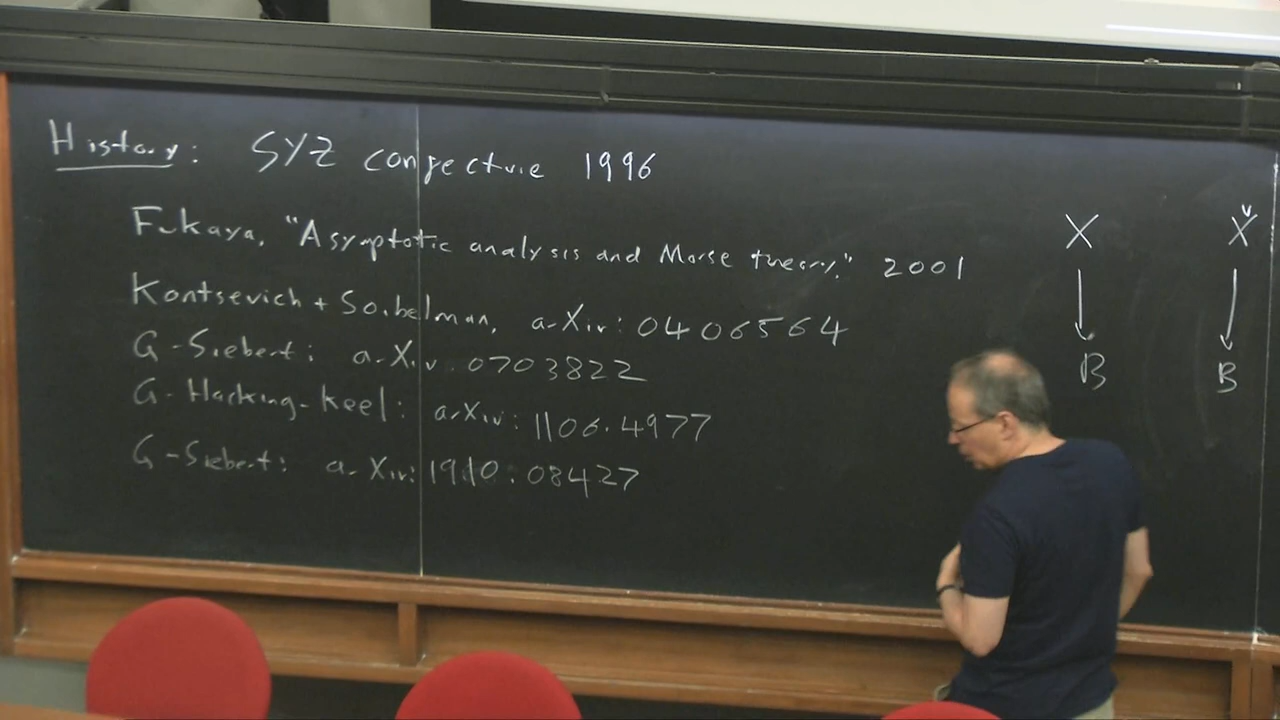 History: SYZ conjecture 1996
Fukaya, "Asymptotic analysis and Morse theory," 2001
Kontsevich + Soibelman, arXiv: 0406564
G-Siebert: arXiv: 0703822
G-Hacking-Keel: arXiv: 1106.4977
G-Siebert: arXiv: 1910.08427
X X̌
↓ ↓
B B